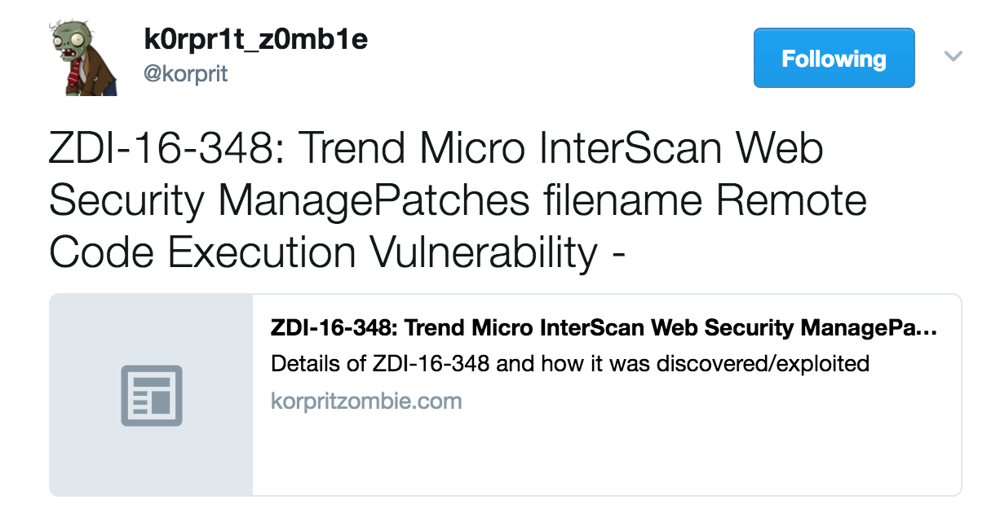 k0rpr1t_z0mb1e
@korprit
Following
ZDI-16-348: Trend Micro InterScan Web
Security ManagePatches filename Remote
Code Execution Vulnerability -
ZDI-16-348: Trend Micro InterScan Web Security ManagePa...
Details of ZDI-16-348 and how it was discovered/exploited
korpritzombie.com